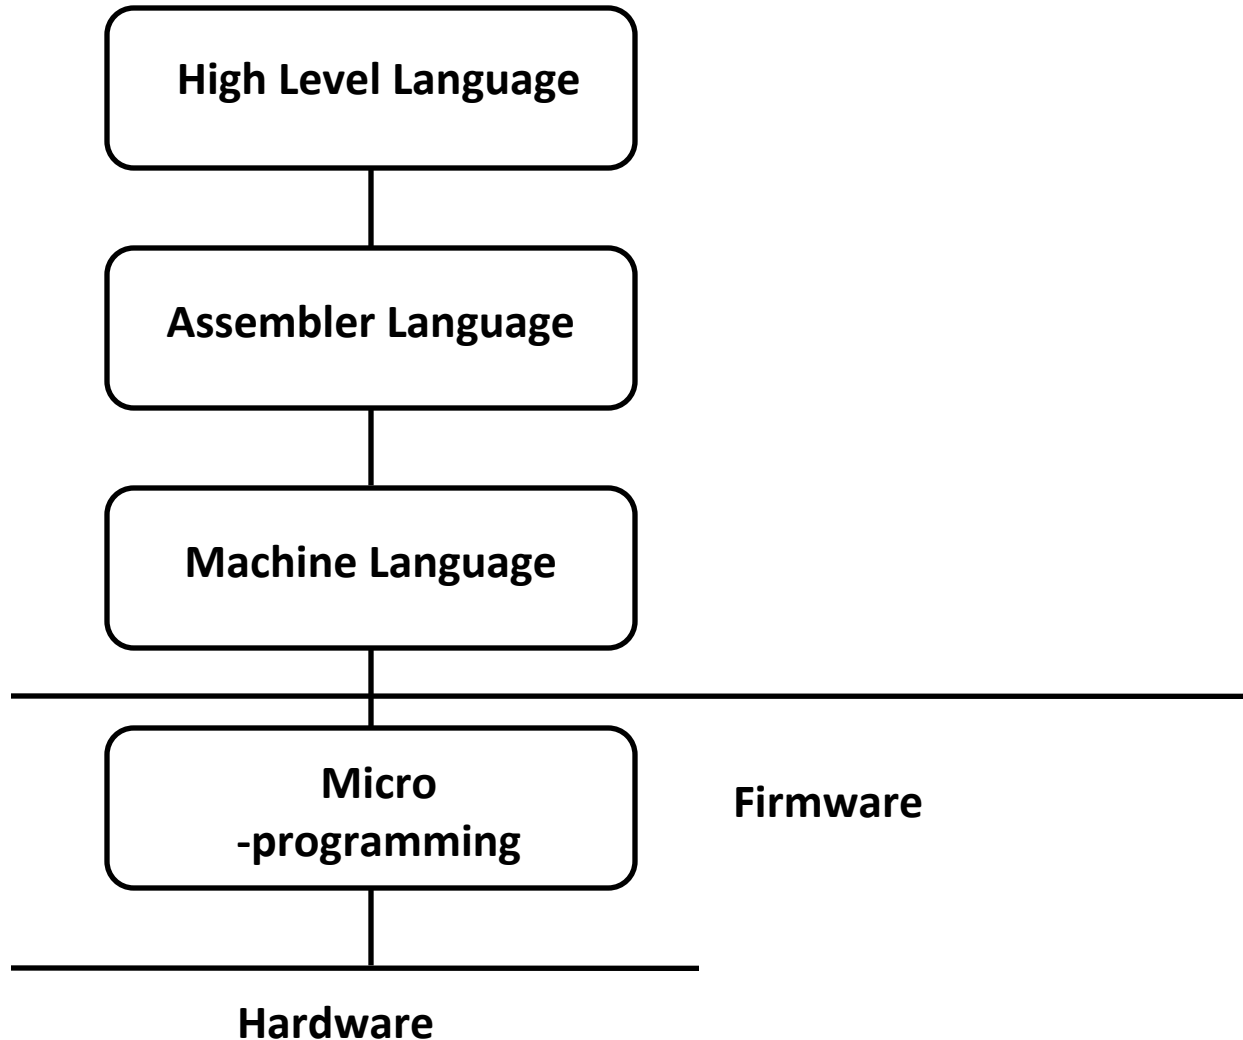 High Level Language
Assembler Language
Machine Language
Micro
-programming
Firmware
Hardware